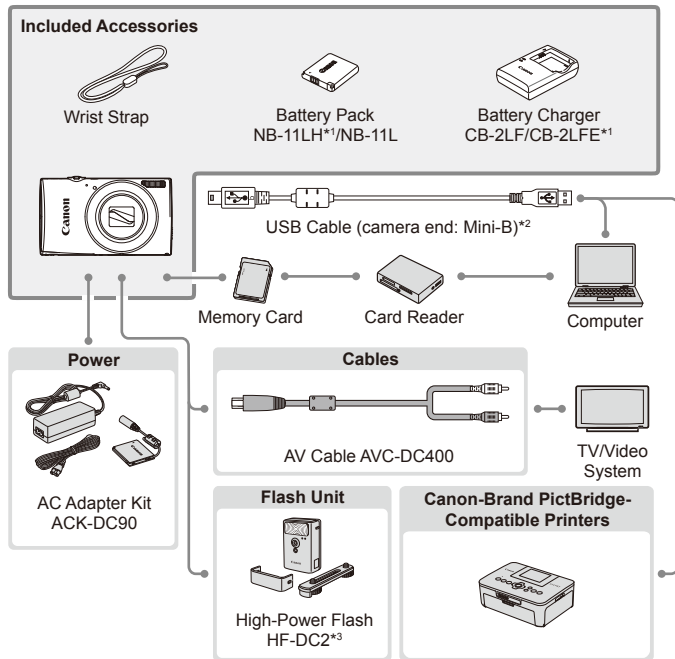 Included Accessories
Wrist Strap
Battery Pack
NB-11LH*1/NB-11L
Battery Charger
CB-2LF/CB-2LFE*1
Canon
USB Cable (camera end: Mini-B)*2
Memory Card
Card Reader
Computer
Power
AC Adapter Kit
ACK-DC90
Cables
AV Cable AVC-DC400
TV/Video
System
Flash Unit
High-Power Flash
HF-DC2*3
Canon-Brand PictBridge-
Compatible Printers